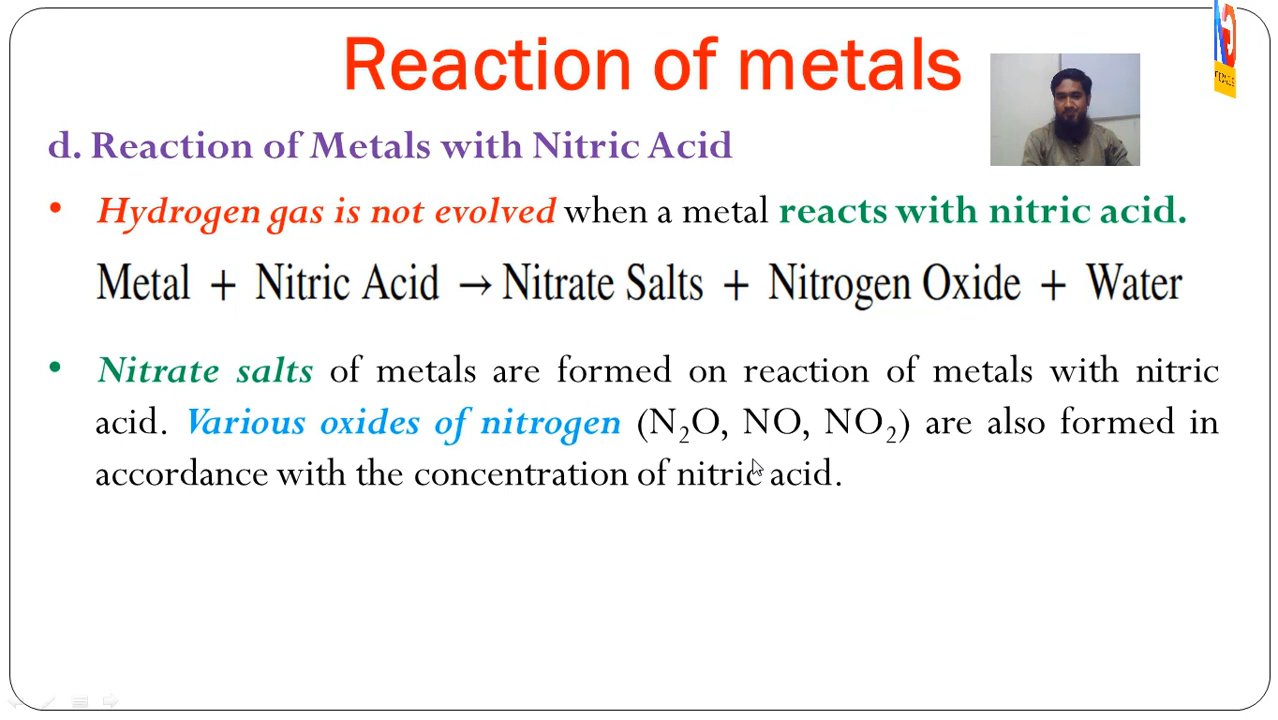 Reaction of metals
d. Reaction of Metals with Nitric Acid
• Hydrogen gas is not evolved when a metal reacts with nitric acid.
Metal + Nitric Acid → Nitrate Salts + Nitrogen Oxide + Water
• Nitrate salts of metals are formed on reaction of metals with nitric
acid. Various oxides of nitrogen (N₂O, NO, NO₂) are also formed in
accordance with the concentration of nitric acid.